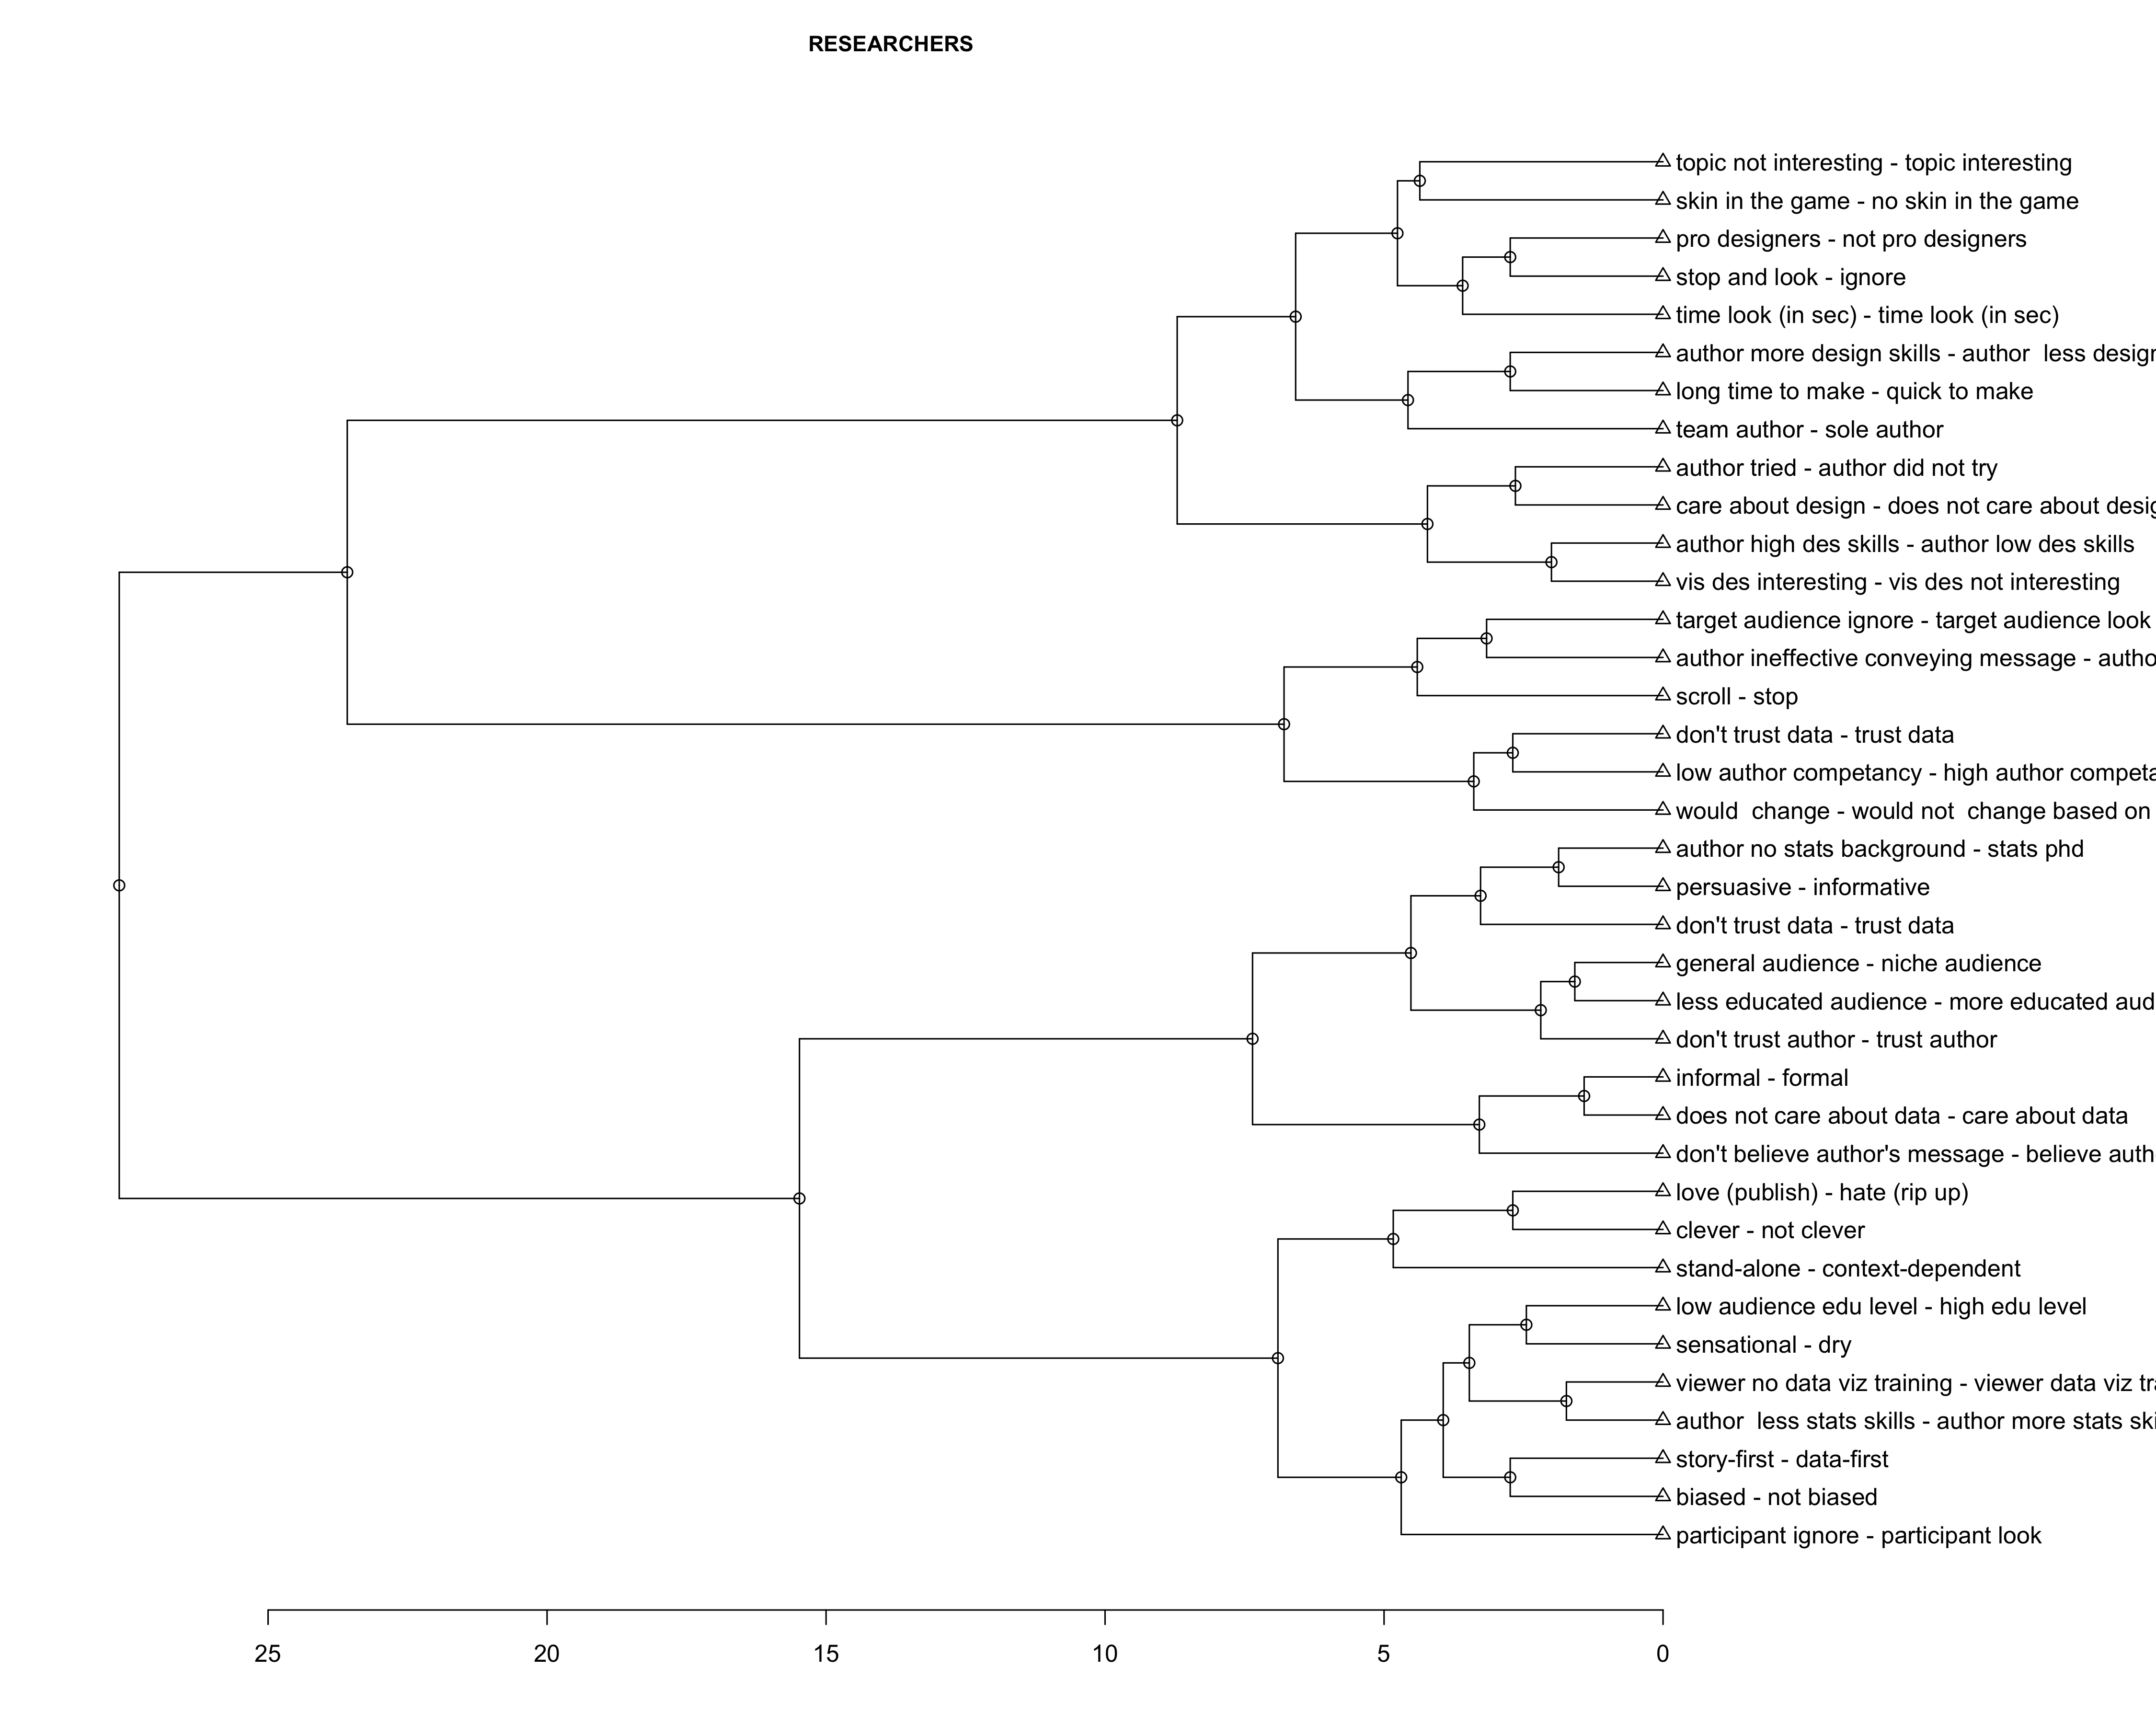 RESEARCHERS
topic not interesting - topic interesting
skin in the game - no skin in the game
pro designers - not pro designers
stop and look - ignore
time look (in sec) - time look (in sec)
author more design skills - author  less design
long time to make - quick to make
team author - sole author
author tried - author did not try
care about design - does not care about desig
author high des skills - author low des skills
vis des interesting - vis des not interesting
target audience ignore - target audience look
author ineffective conveying message - autho
scroll - stop
don't trust data - trust data
low author competancy - high author competa
would  change - would not  change based on
author no stats background - stats phd
persuasive - informative
don't trust data - trust data
general audience - niche audience
less educated audience - more educated aud
don't trust author - trust author
informal - formal
does not care about data - care about data
don't believe author's message - believe auth
love (publish) - hate (rip up)
clever - not clever
stand-alone - context-dependent
low audience edu level - high edu level
sensational - dry
viewer no data viz training - viewer data viz tra
author  less stats skills - author more stats ski
story-first - data-first
biased - not biased
participant ignore - participant look
25 20 15 10 5 0